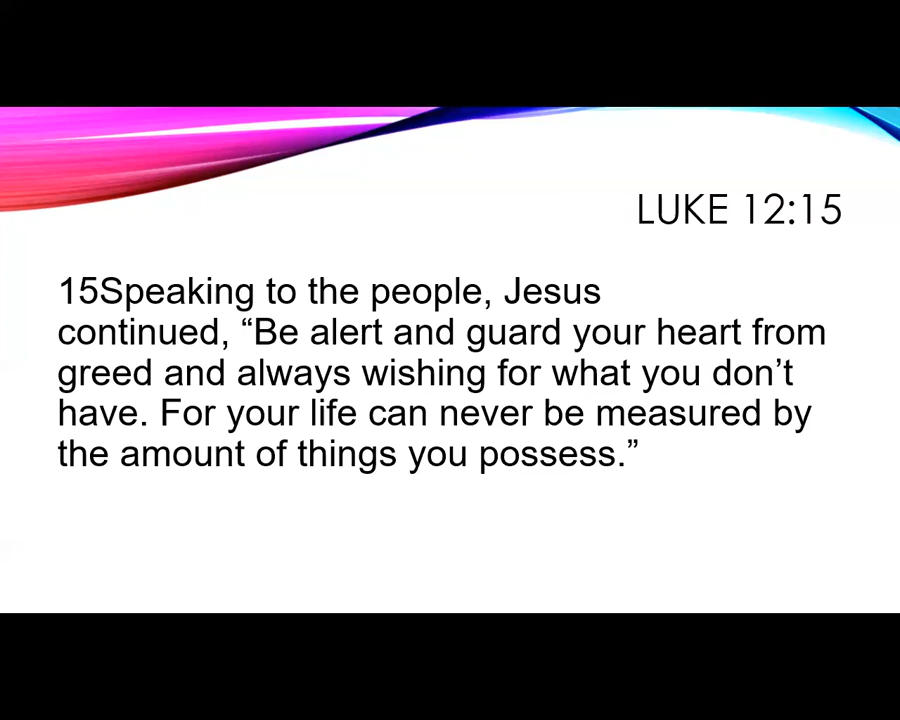 LUKE 12:15
15Speaking to the people, Jesus
continued, “Be alert and guard your heart from
greed and always wishing for what you don’t
have. For your life can never be measured by
the amount of things you possess.”